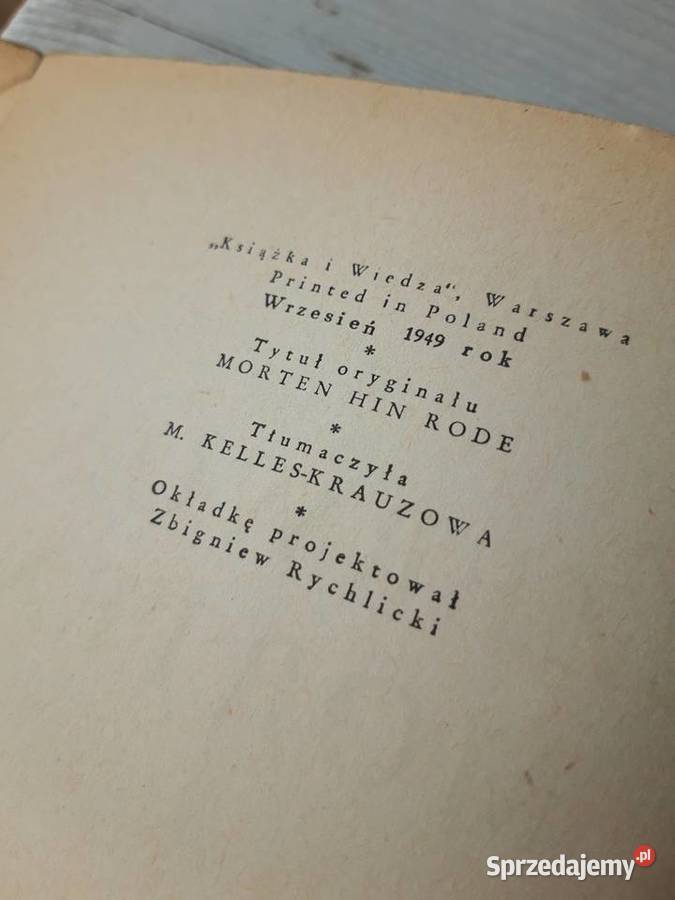 „Książka i Wiedza“, Warszawa
Printed in Poland
Wrzesień 1949 rok
*
Tytuł oryginału
MORTEN HIN RODE
*
Tłumaczyła
M. KELLES-KRAUZOWA
*
Okładkę projektował
Zbigniew Rychlicki
Sprzedajemy.pl